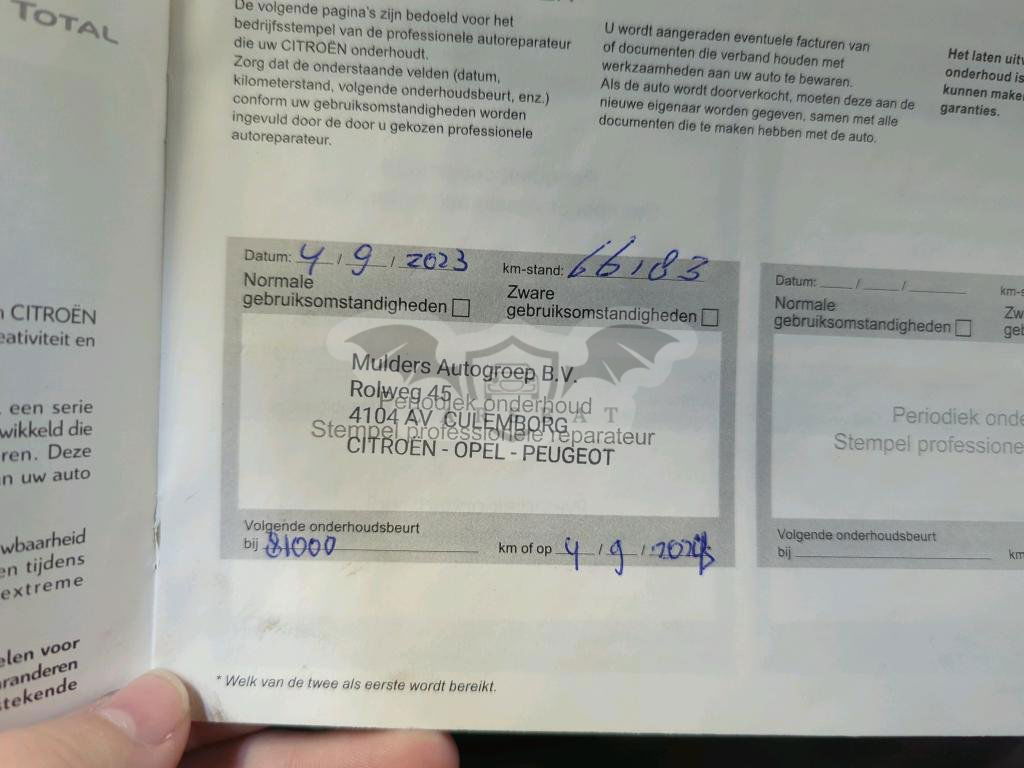 TOTAL
De volgende pagina's zijn bedoeld voor het
bedrijfsstempel van de professionele autoreparateur
die uw CITROËN onderhoudt.
Zorg dat de onderstaande velden (datum,
kilometerstand, volgende onderhoudsbeurt, enz.)
conform uw gebruiksomstandigheden worden
ingevuld door de door u gekozen professionele
autoreparateur.
U wordt aangeraden eventuele facturen van
of documenten die verband houden met
werkzaamheden aan uw auto te bewaren.
Als de auto wordt doorverkocht, moeten deze aan de
nieuwe eigenaar worden gegeven, samen met alle
documenten die te maken hebben met de auto.
Het laten uitv
onderhoud is
kunnen make
garanties.
CITROËN
eativiteit en
een serie
wikkeld die
ren. Deze
n uw auto
wbaarheid
en tijdens
extreme
elen voor
randeren
tekende
Datum: 4 / 9 / 2023 km-stand: 66183
Normale
gebruiksomstandigheden
Zware
gebruiksomstandigheden
Mulders Autogroep B.V.
Rolweg 45
Periodiek onderhoud
4104 AV CULEMBORG
Stempel professionele reparateur
CITROËN - OPEL - PEUGEOT
Volgende onderhoudsbeurt
bij 81000 km of op 4 / 9 /
Datum: / / km-s
Normale
gebruiksomstandigheden
Zw
geb
Periodiek onde
Stempel professione
Volgende onderhoudsbeurt
bij km
* Welk van de twee als eerste wordt bereikt.